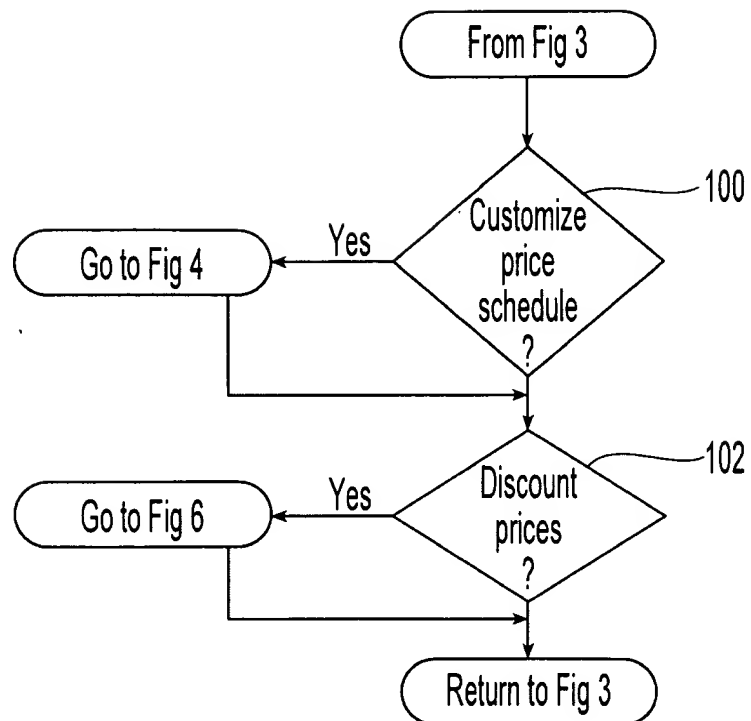 From Fig 3
100
Customize
price
schedule
?
Yes
Go to Fig 4
102
Discount
prices
?
Yes
Go to Fig 6
Return to Fig 3